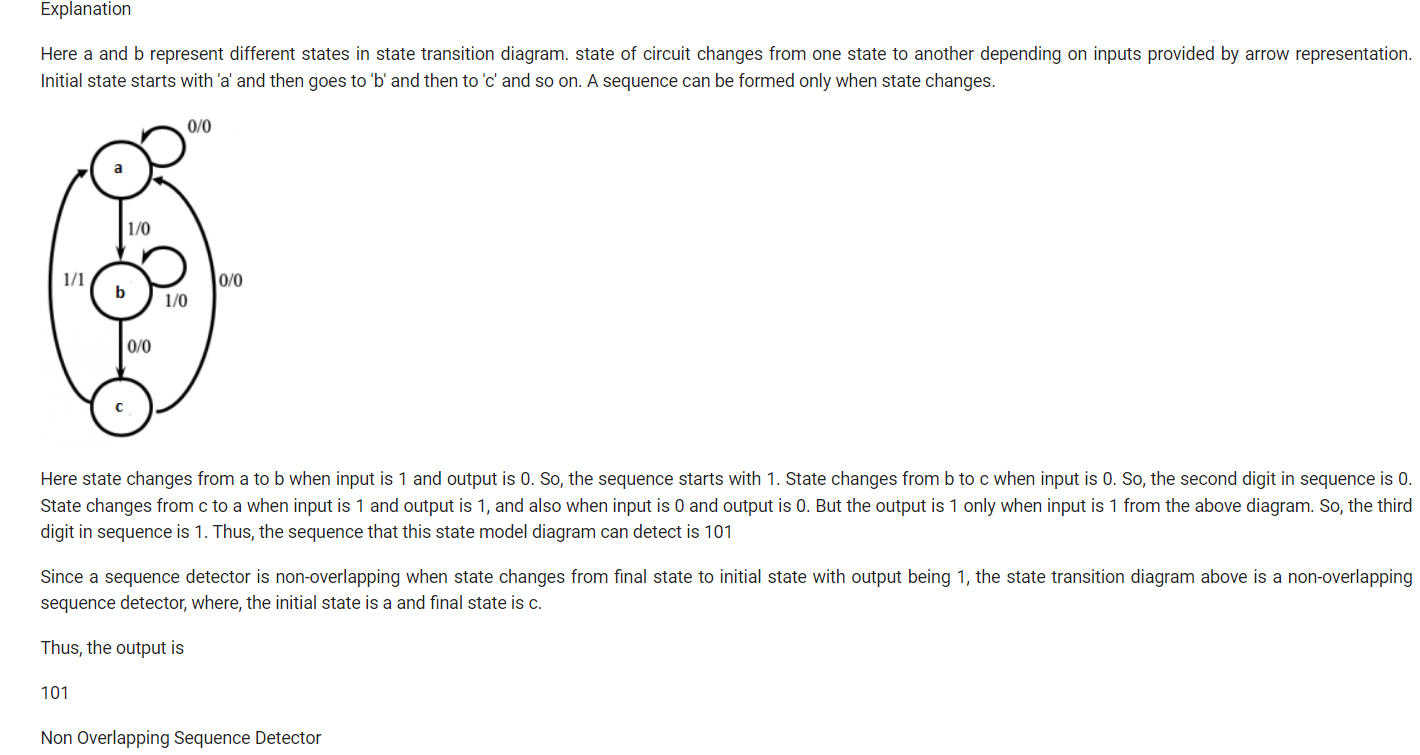 Explanation
Here a and b represent different states in state transition diagram. state of circuit changes from one state to another depending on inputs provided by arrow representation.
Initial state starts with 'a' and then goes to 'b' and then to 'c' and so on. A sequence can be formed only when state changes.
0/0
a
1/0
1/1
b
0/0
1/0
0/0
c
Here state changes from a to b when input is 1 and output is 0. So, the sequence starts with 1. State changes from b to c when input is 0. So, the second digit in sequence is 0.
State changes from c to a when input is 1 and output is 1, and also when input is 0 and output is 0. But the output is 1 only when input is 1 from the above diagram. So, the third
digit in sequence is 1. Thus, the sequence that this state model diagram can detect is 101
Since a sequence detector is non-overlapping when state changes from final state to initial state with output being 1, the state transition diagram above is a non-overlapping
sequence detector, where, the initial state is a and final state is c.
Thus, the output is
101
Non Overlapping Sequence Detector